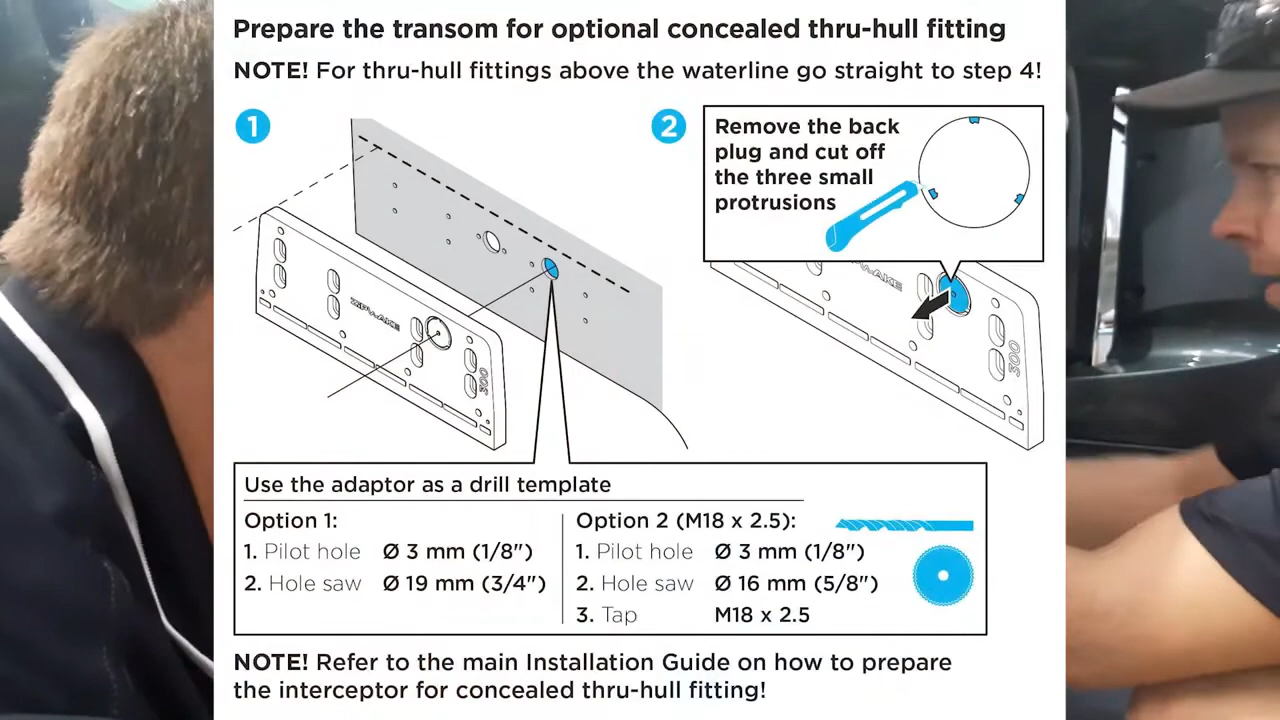 Prepare the transom for optional concealed thru-hull fitting
NOTE! For thru-hull fittings above the waterline go straight to step 4!
1
2
Remove the back
plug and cut off
the three small
protrusions
ZIPWAKE
300
ZIPWAKE
300
Use the adaptor as a drill template
Option 1:
1. Pilot hole Ø 3 mm (1/8")
2. Hole saw Ø 19 mm (3/4")
Option 2 (M18 x 2.5):
1. Pilot hole Ø 3 mm (1/8")
2. Hole saw Ø 16 mm (5/8")
3. Tap M18 x 2.5
NOTE! Refer to the main Installation Guide on how to prepare
the interceptor for concealed thru-hull fitting!